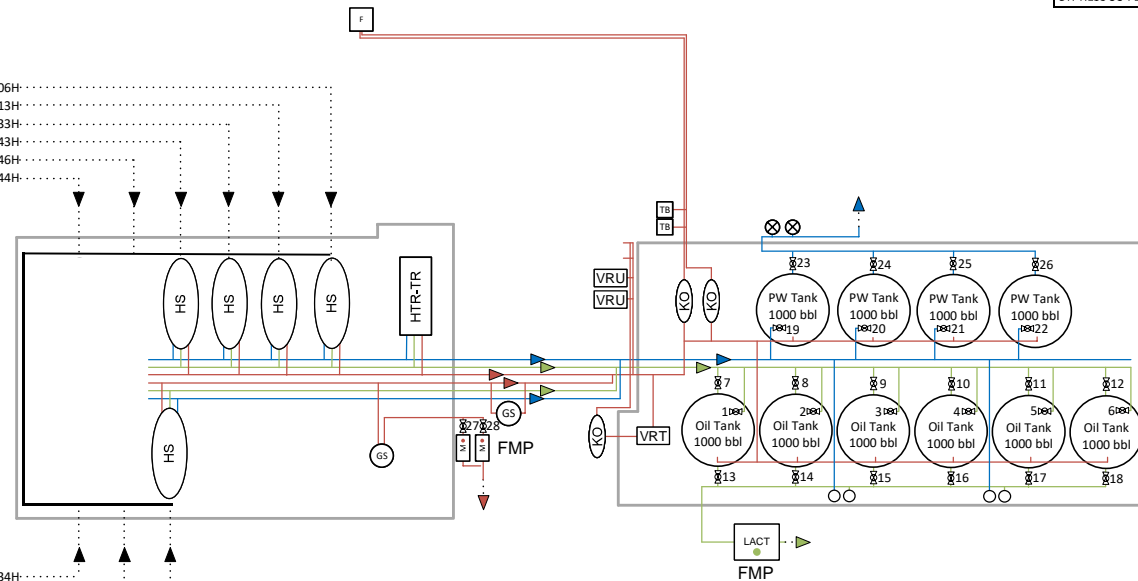 F
06H
13H
33H
43H
46H
44H
TB
TB
23
24
25
26
VRU
VRU
HS
HS
HS
HS
HTR-TR
KO
KO
PW Tank
1000 bbl
PW Tank
1000 bbl
PW Tank
1000 bbl
PW Tank
1000 bbl
19
20
21
22
7
8
9
10
11
12
1
2
3
4
5
6
GS
HS
GS
27
28
M
M
FMP
KO
VRT
Oil Tank
1000 bbl
Oil Tank
1000 bbl
Oil Tank
1000 bbl
Oil Tank
1000 bbl
Oil Tank
1000 bbl
Oil Tank
1000 bbl
13
14
15
16
17
18
LACT
FMP
34H